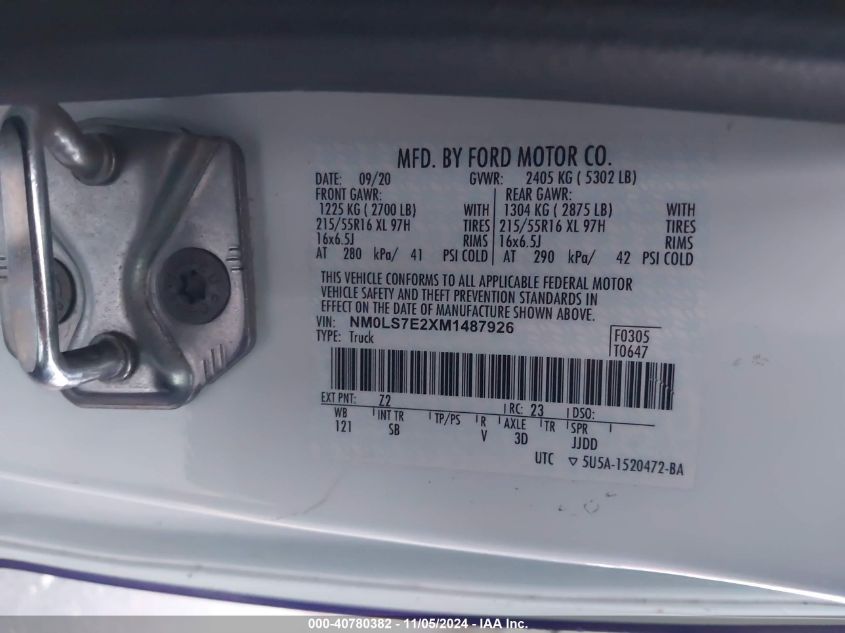 MFD. BY FORD MOTOR CO.
DATE: 09/20 GVWR: 2405 KG ( 5302 LB)
FRONT GAWR: REAR GAWR:
1225 KG ( 2700 LB) WITH 1304 KG ( 2875 LB) WITH
215/55R16 XL 97H TIRES 215/55R16 XL 97H TIRES
16x6.5J RIMS 16x6.5J RIMS
AT 280 kPa/ 41 PSI COLD AT 290 kPa/ 42 PSI COLD
THIS VEHICLE CONFORMS TO ALL APPLICABLE FEDERAL MOTOR
VEHICLE SAFETY AND THEFT PREVENTION STANDARDS IN
EFFECT ON THE DATE OF MANUFACTURE SHOWN ABOVE.
VIN: NM0LS7E2XM1487926 F0305
TYPE: Truck T0647
EXT PNT: Z2 RC: 23 DSO:
WB INT TR TP/PS R AXLE TR SPR
121 SB V 3D JJDD
UTC ▽ 5U5A-1520472-BA
000-40780382 - 11/05/2024 - IAA Inc.